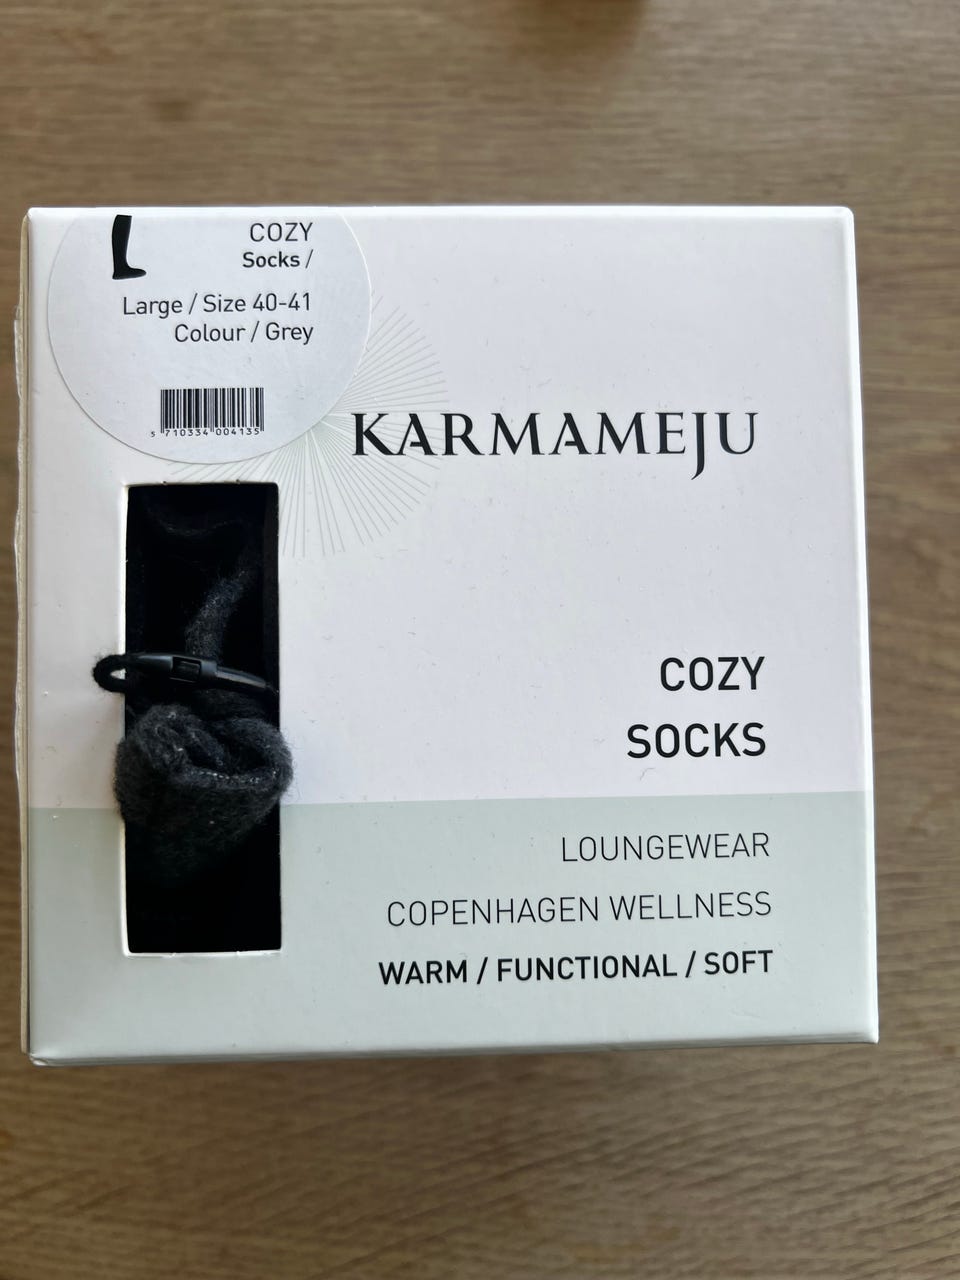 COZY
Socks /
Large / Size 40-41
Colour / Grey
5 710334 004135
KARMAMEJU
COZY
SOCKS
LOUNGEWEAR
COPENHAGEN WELLNESS
WARM / FUNCTIONAL / SOFT